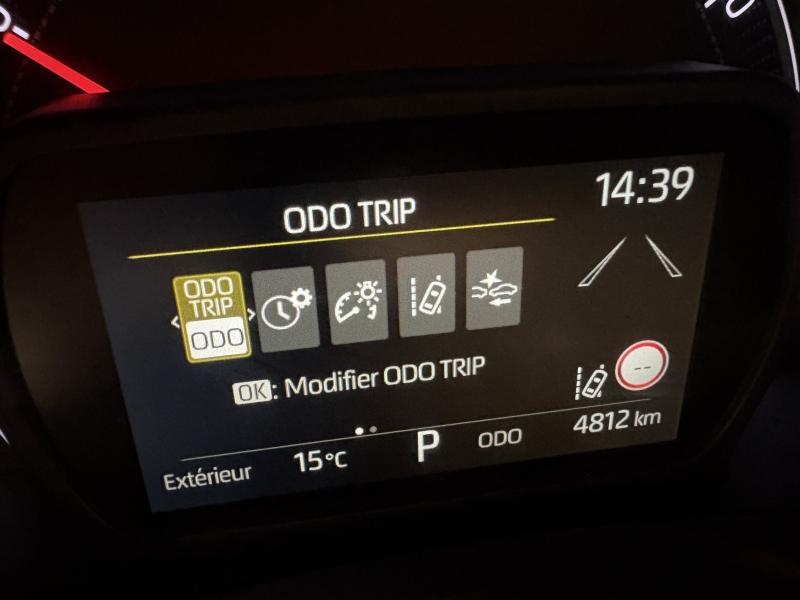 ODO TRIP
14:39
ODO
TRIP
ODO
OK: Modifier ODO TRIP
--
Extérieur 15°C P ODO 4812 km